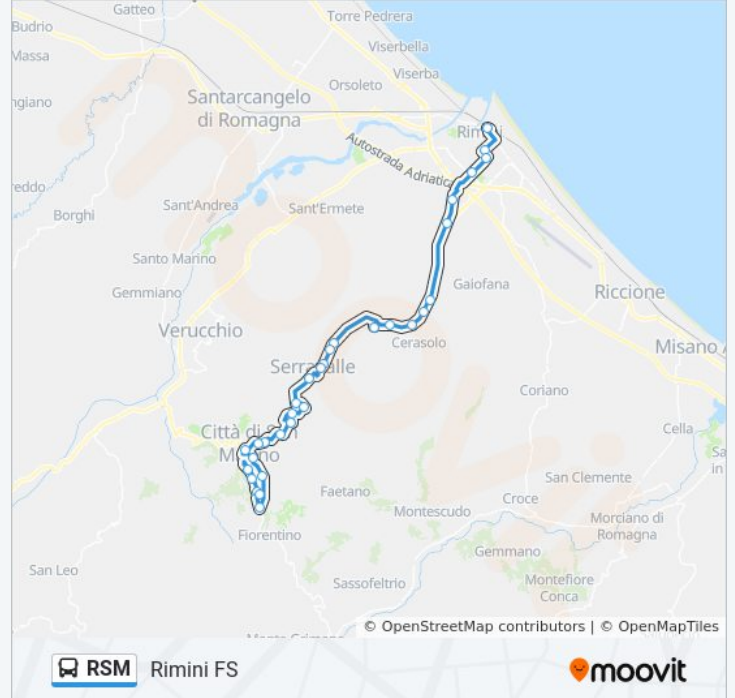 Gatteo
Torre Pedrera
Budrio
Viserbella
Massa
Viserba
Orsoleto
Santarcangelo
di Romagna
Autostrada Adriatica
Sant'Andrea
Sant'Ermete
Borghi
Santo Marino
Gemmiano
Gaiofana
Riccione
Verucchio
Cerasolo
Misano A
Coriano
Città di San
Cella
San Clemente
Faetano
Croce
Montescudo
Morciano di
Romagna
Fiorentino
Gemmano
San Leo
Sassofeltrio
Montefiore
Conca
© OpenStreetMap contributors | © OpenMapTiles
RSM
Rimini FS
moovit